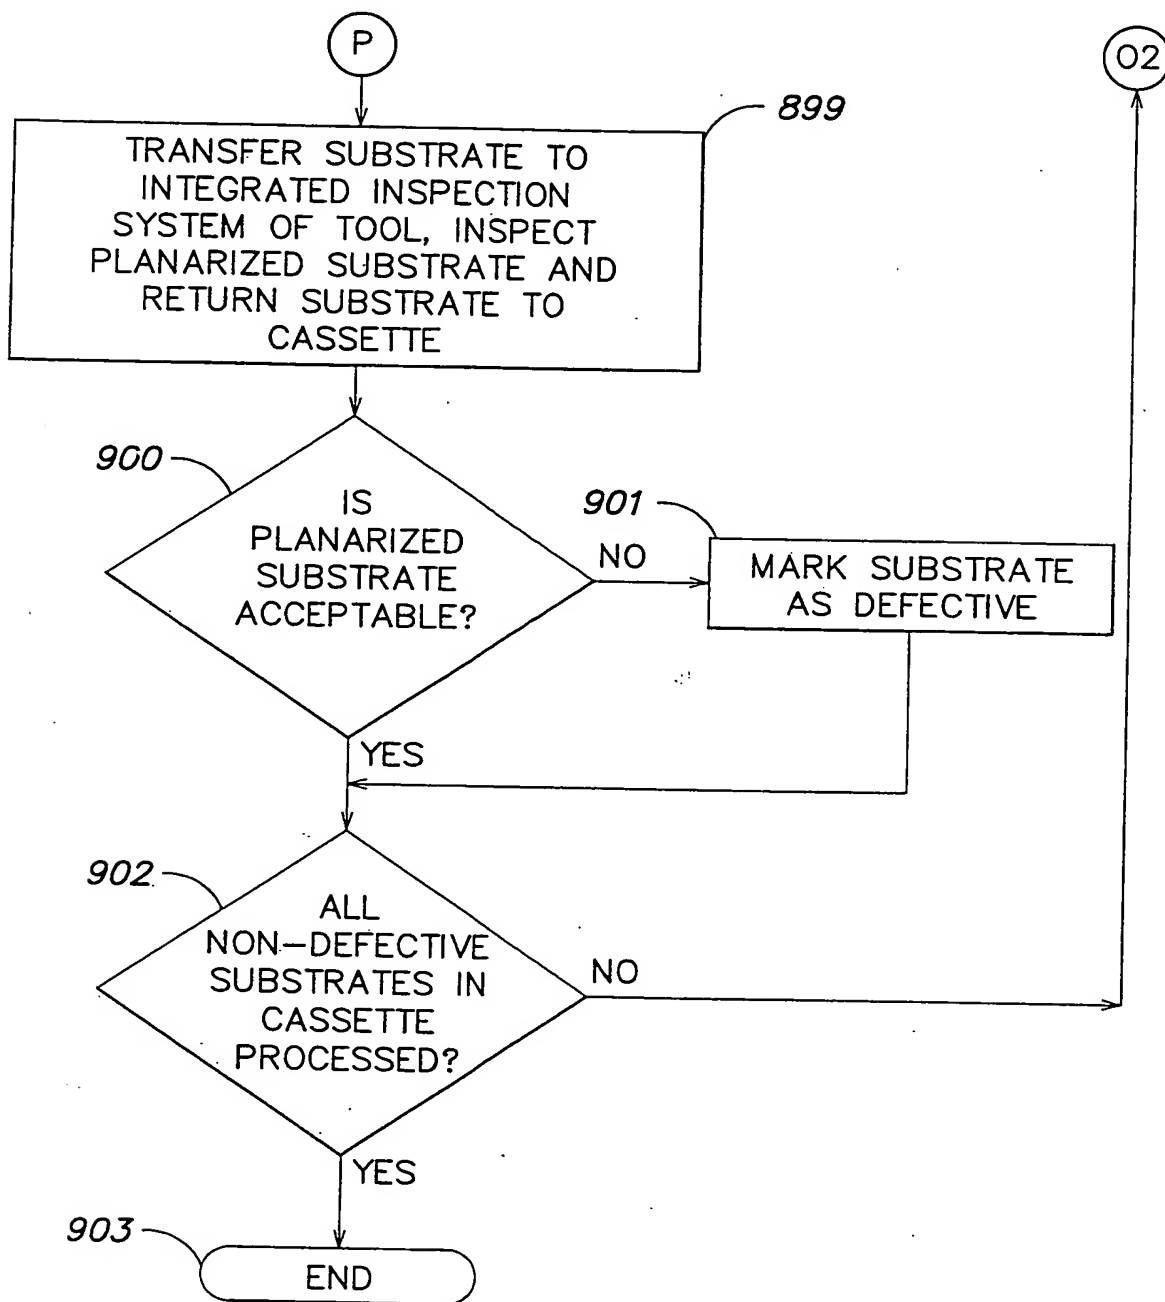 P
O2
899
TRANSFER SUBSTRATE TO
INTEGRATED INSPECTION
SYSTEM OF TOOL, INSPECT
PLANARIZED SUBSTRATE AND
RETURN SUBSTRATE TO
CASSETTE
900
IS
PLANARIZED
SUBSTRATE
ACCEPTABLE?
NO
901
MARK SUBSTRATE
AS DEFECTIVE
YES
902
ALL
NON-DEFECTIVE
SUBSTRATES IN
CASSETTE
PROCESSED?
NO
YES
903
END